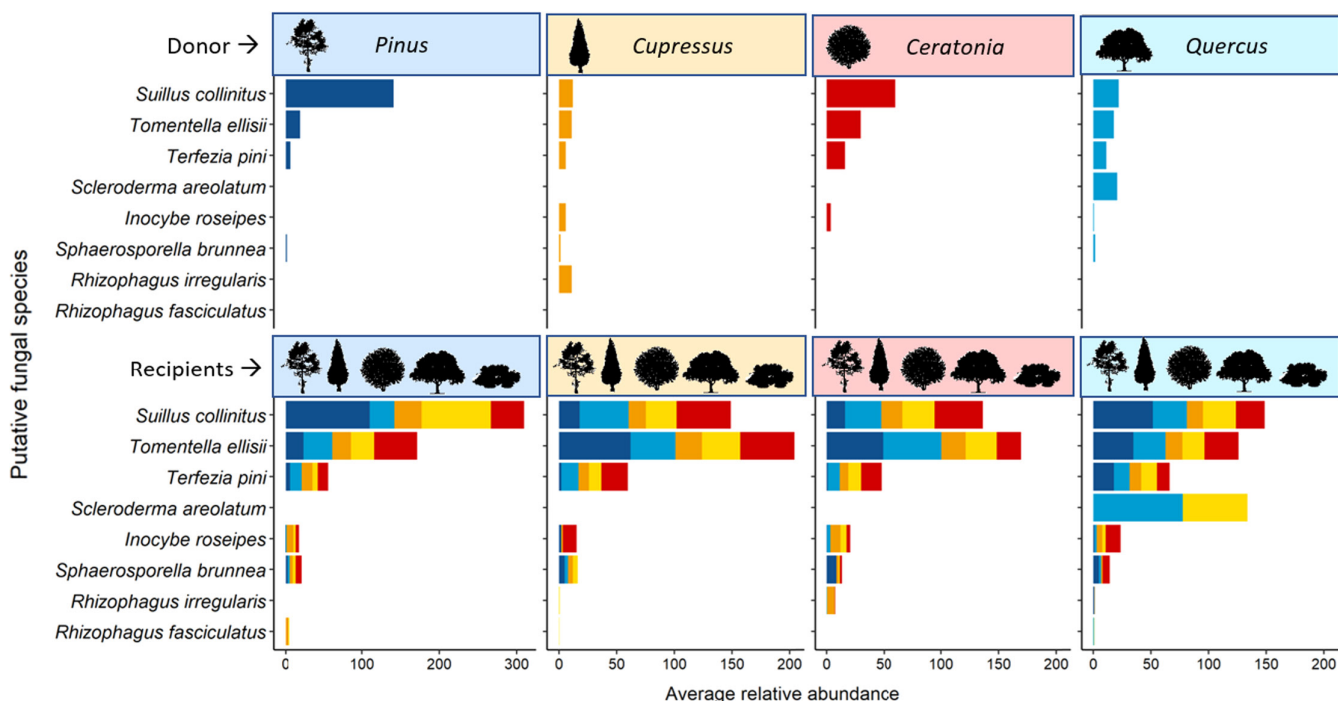 Donor → Pinus Cupressus Ceratonia Quercus
Suillus collinitus
Tomentella ellisii
Terfezia pini
Scleroderma areolatum
Inocybe roseipes
Sphaerosporella brunnea
Rhizophagus irregularis
Rhizophagus fasciculatus
Putative fungal species
Recipients →
Suillus collinitus
Tomentella ellisii
Terfezia pini
Scleroderma areolatum
Inocybe roseipes
Sphaerosporella brunnea
Rhizophagus irregularis
Rhizophagus fasciculatus
0 100 200 300 0 50 100 150 200 0 50 100 150 200 0 50 100 150 200
Average relative abundance